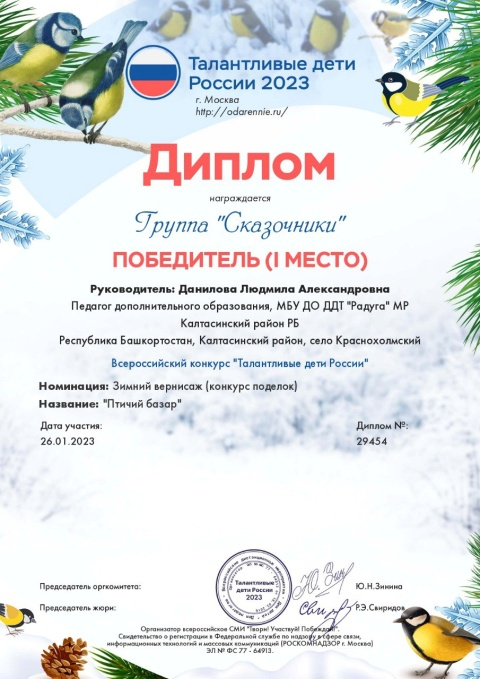 Талантливые дети
России 2023
г. Москва
http://odarennie.ru/
Диплом
награждается
Группа "Сказочники"
ПОБЕДИТЕЛЬ (I МЕСТО)
Руководитель: Данилова Людмила Александровна
Педагог дополнительного образования, МБУ ДО ДДТ "Радуга" МР
Калтасинский район РБ
Республика Башкортостан, Калтасинский район, село Краснохолмский
Всероссийский конкурс "Талантливые дети России"
Номинация: Зимний вернисаж (конкурс поделок)
Название: "Птичий базар"
Дата участия:
26.01.2023
Диплом №:
29454
Талантливые
дети России
2023
Председатель оргкомитета:
Ю.Н.Зинина
Председатель жюри:
Р.Э.Свиридов
Организатор всероссийское СМИ "Твори! Участвуй! Побеждай!".
Свидетельство о регистрации в Федеральной службе по надзору в сфере связи,
информационных технологий и массовых коммуникаций (РОСКОМНАДЗОР г. Москва)
ЭЛ № ФС 77 - 64913.